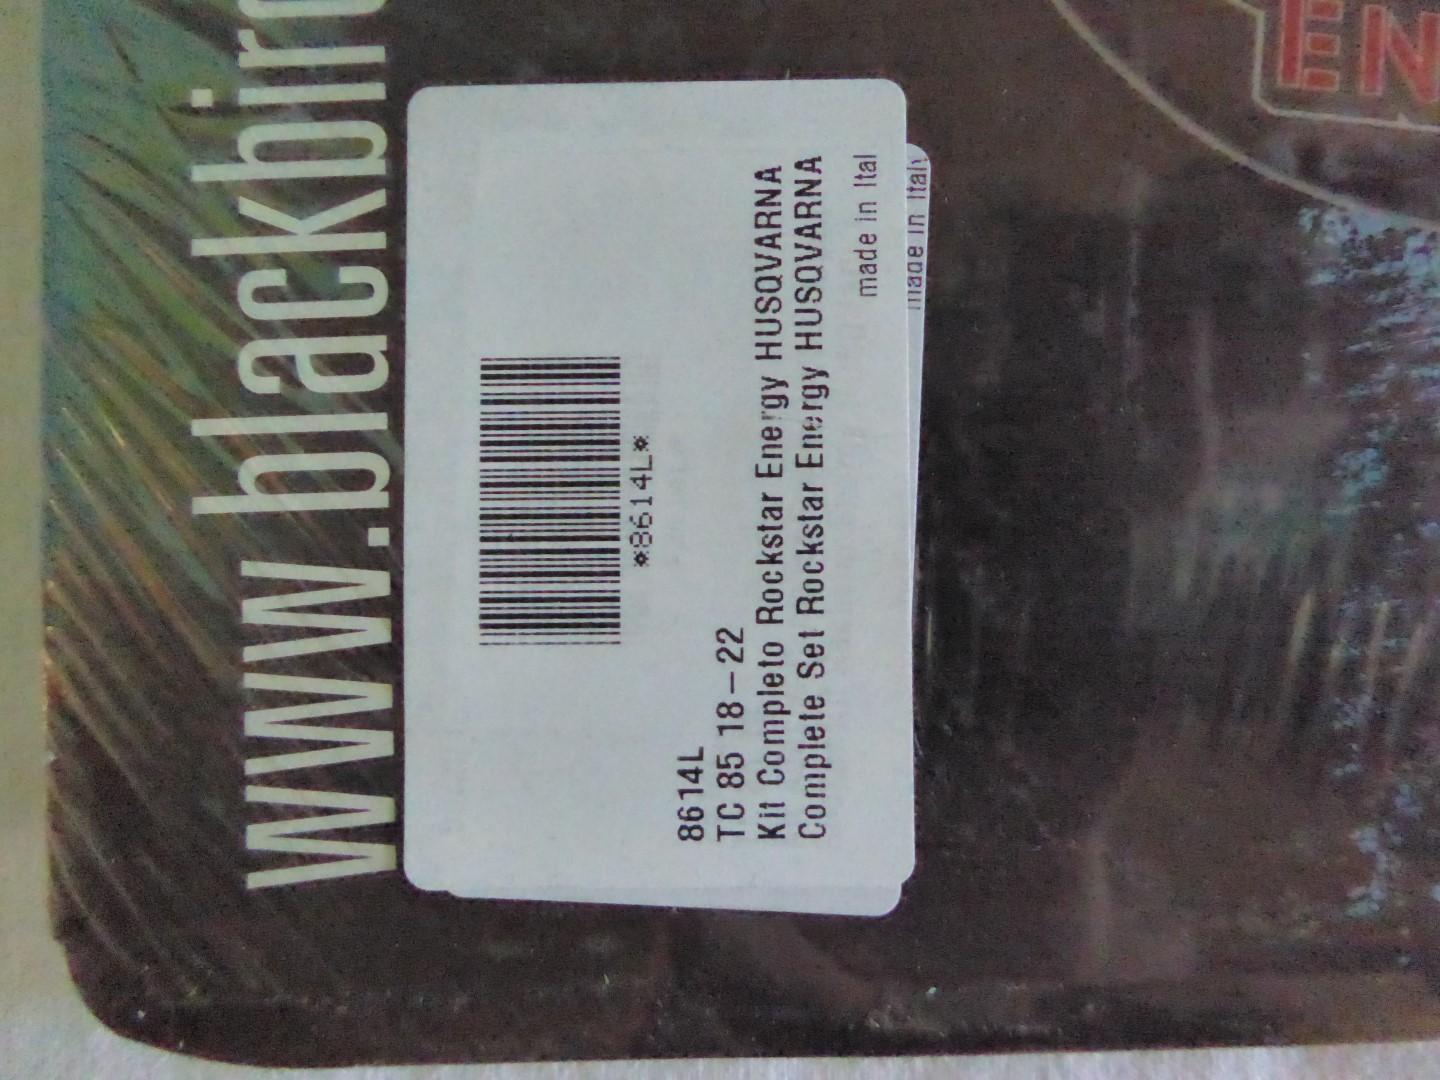 www.blackbird
*8614L*
8614L
TC 85 18-22
Kit Completo Rockstar Energy HUSQVARNA
Complete Set Rockstar Energy HUSQVARNA
made in Ital
made in Italy
EN